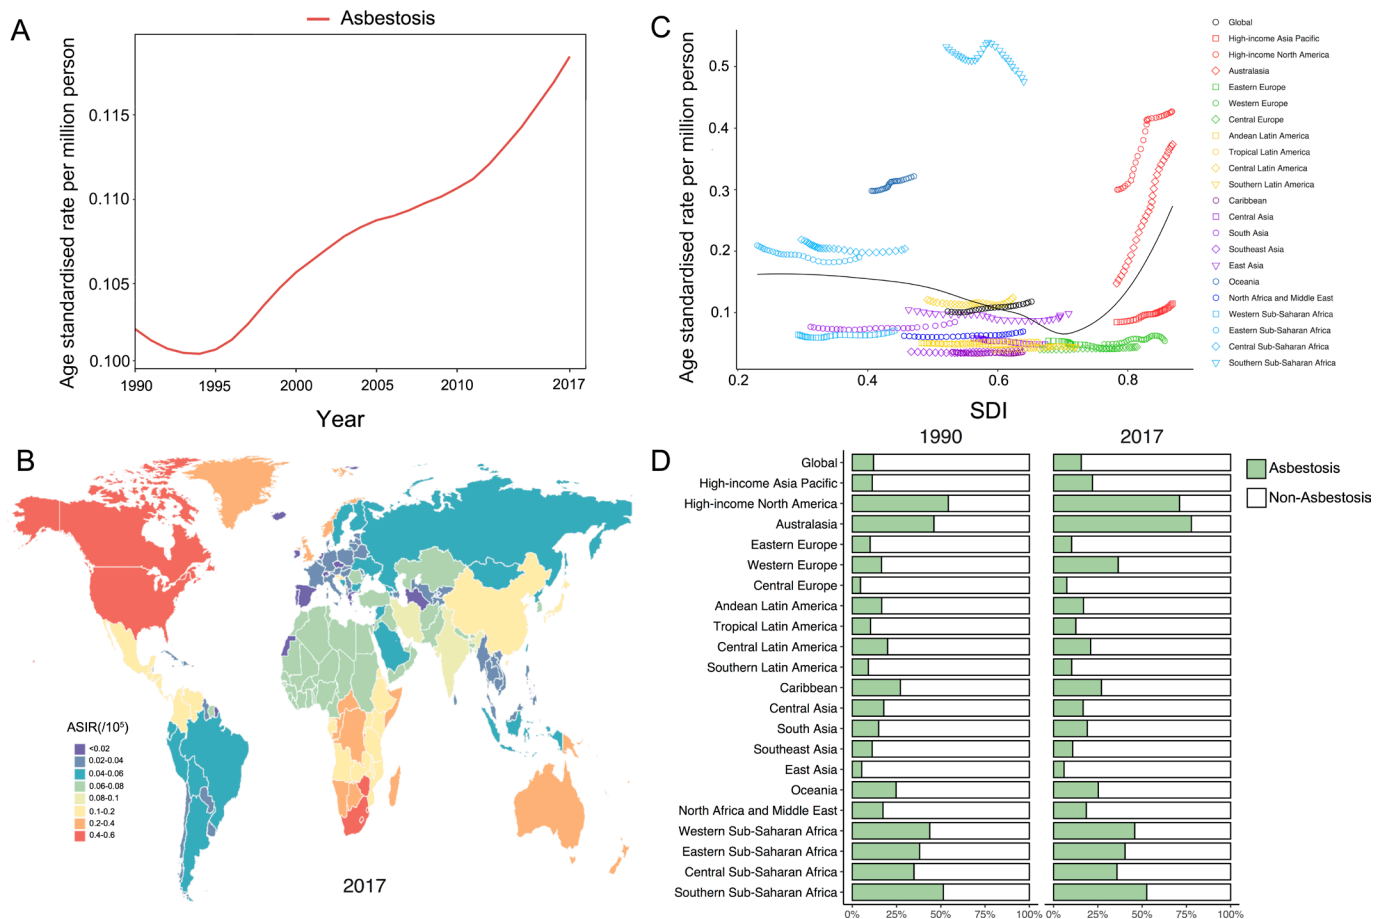 A
Asbestosis
Age standardised rate per million person
0.115
0.110
0.105
0.100
1990
1995
2000
2005
2010
2017
Year
C
Age standardised rate per million person
0.5
0.4
0.3
0.2
0.1
0.2
0.4
0.6
0.8
SDI
Global
High-income Asia Pacific
High-income North America
Australasia
Eastern Europe
Western Europe
Central Europe
Andean Latin America
Tropical Latin America
Central Latin America
Southern Latin America
Caribbean
Central Asia
South Asia
Southeast Asia
East Asia
Oceania
North Africa and Middle East
Western Sub-Saharan Africa
Eastern Sub-Saharan Africa
Central Sub-Saharan Africa
Southern Sub-Saharan Africa
B
ASIR(/10⁵)
<0.02
0.02-0.04
0.04-0.06
0.06-0.08
0.08-0.1
0.1-0.2
0.2-0.4
0.4-0.6
2017
D
1990
2017
Asbestosis
Non-Asbestosis
Global
High-income Asia Pacific
High-income North America
Australasia
Eastern Europe
Western Europe
Central Europe
Andean Latin America
Tropical Latin America
Central Latin America
Southern Latin America
Caribbean
Central Asia
South Asia
Southeast Asia
East Asia
Oceania
North Africa and Middle East
Western Sub-Saharan Africa
Eastern Sub-Saharan Africa
Central Sub-Saharan Africa
Southern Sub-Saharan Africa
0% 25% 50% 75% 100%
0% 25% 50% 75% 100%